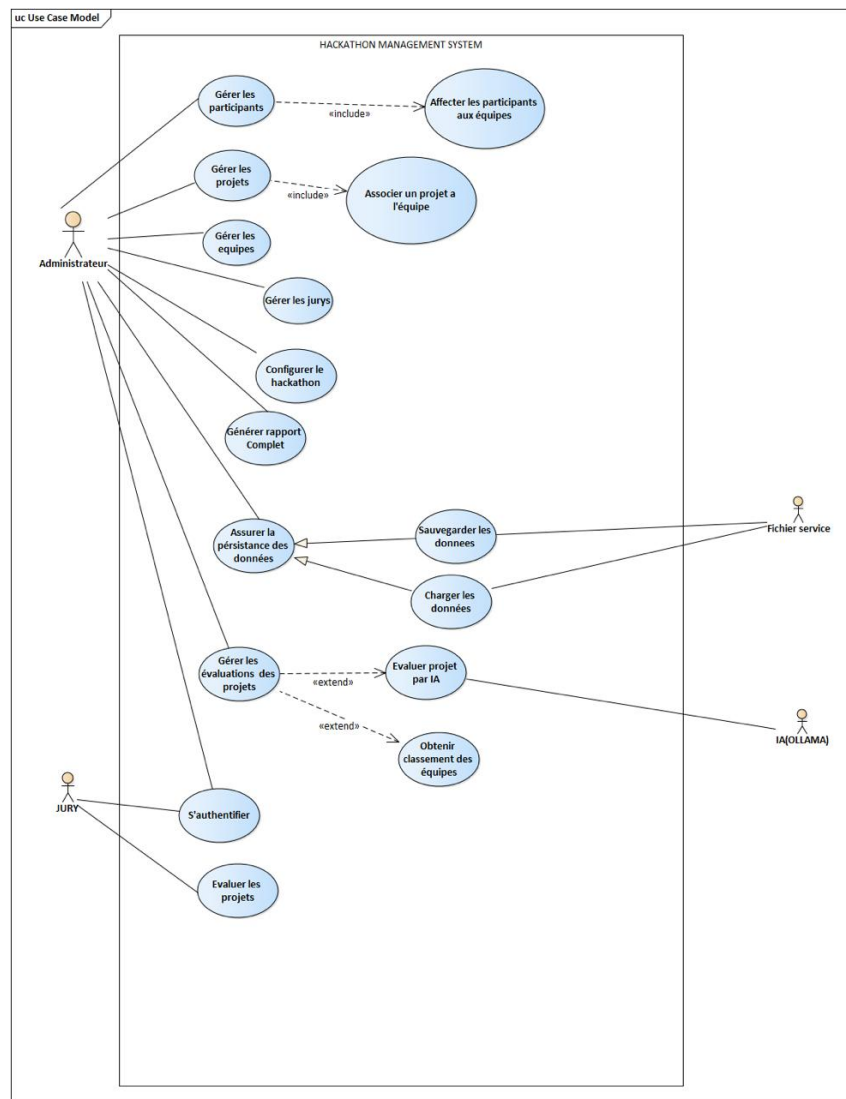 uc Use Case Model
HACKATHON MANAGEMENT SYSTEM
Gérer les
participants
«include»
Affecter les participants
aux équipes
Gérer les
projets
«include»
Associer un projet a
l'équipe
Administrateur
Gérer les
equipes
Gérer les jurys
Configurer le
hackathon
Générer rapport
Complet
Assurer la
pérsistance des
données
Sauvegarder les
donnees
Fichier service
Charger les
données
Gérer les
évaluations des
projets
«extend»
Evaluer projet
par IA
«extend»
IA(OLLAMA)
Obtenir
classement des
équipes
JURY
S'authentifier
Evaluer les
projets